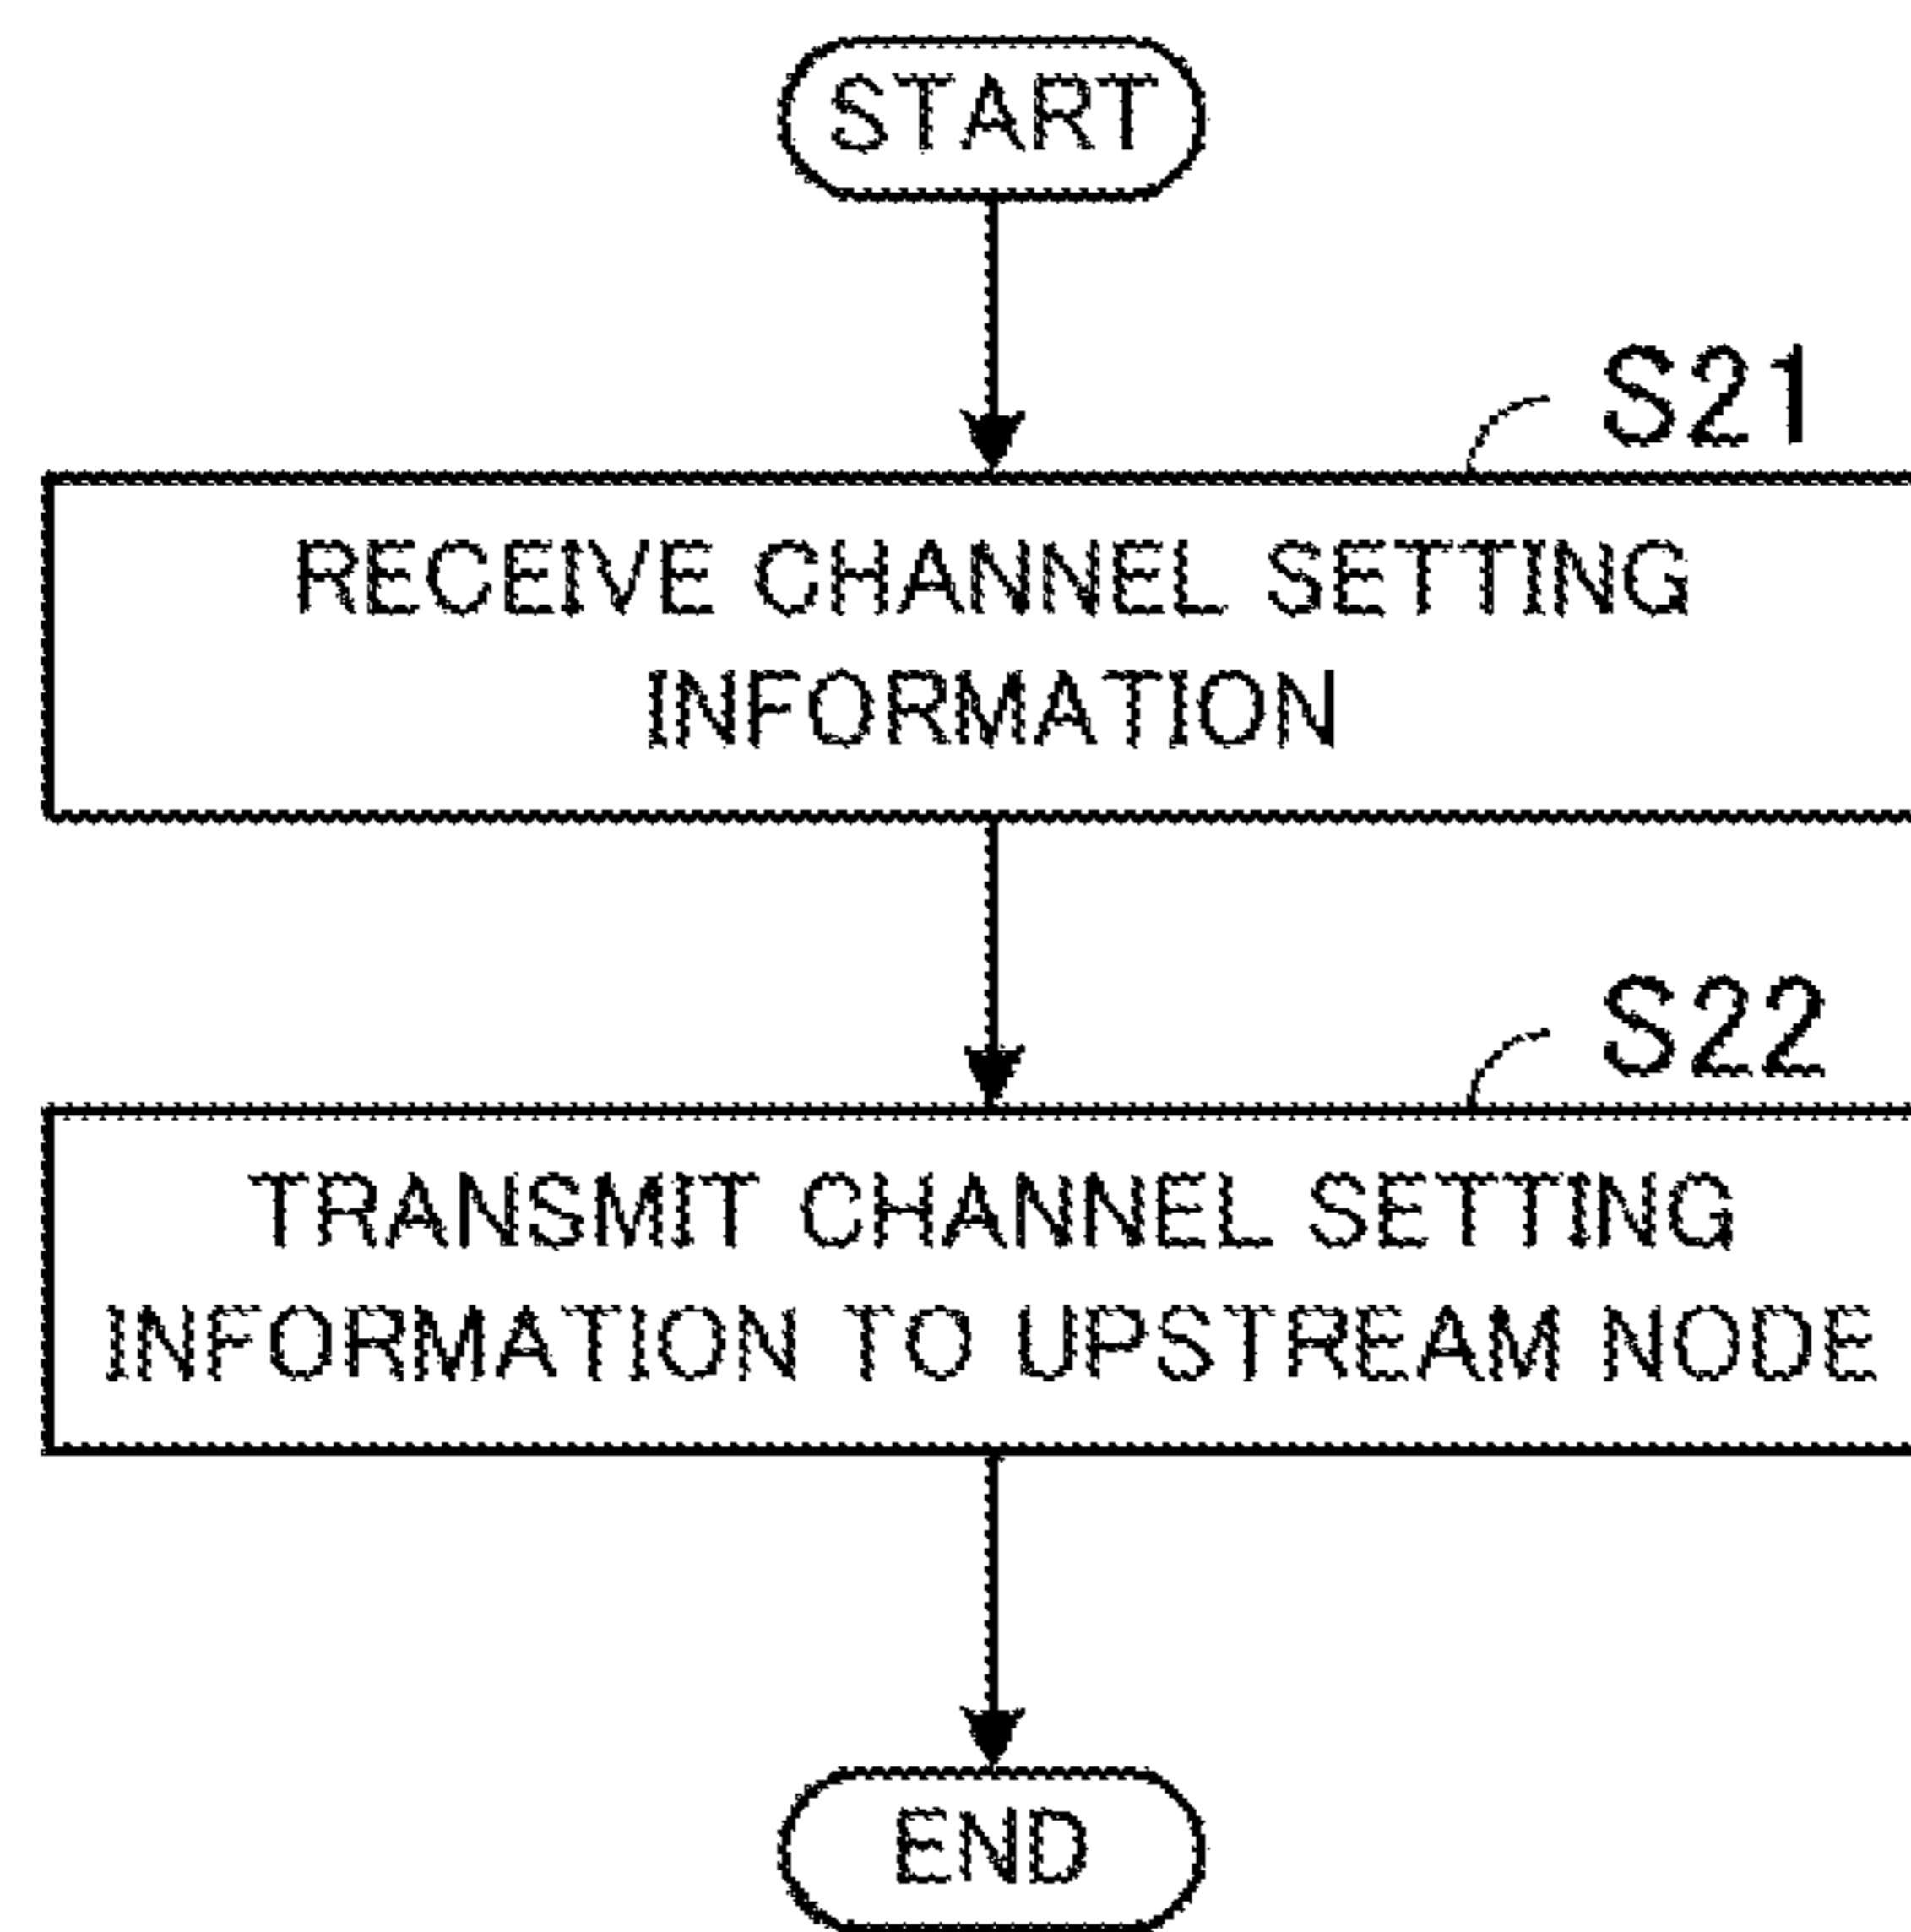 START
S21
RECEIVE CHANNEL SETTING
INFORMATION
S22
TRANSMIT CHANNEL SETTING
INFORMATION TO UPSTREAM NODE
END